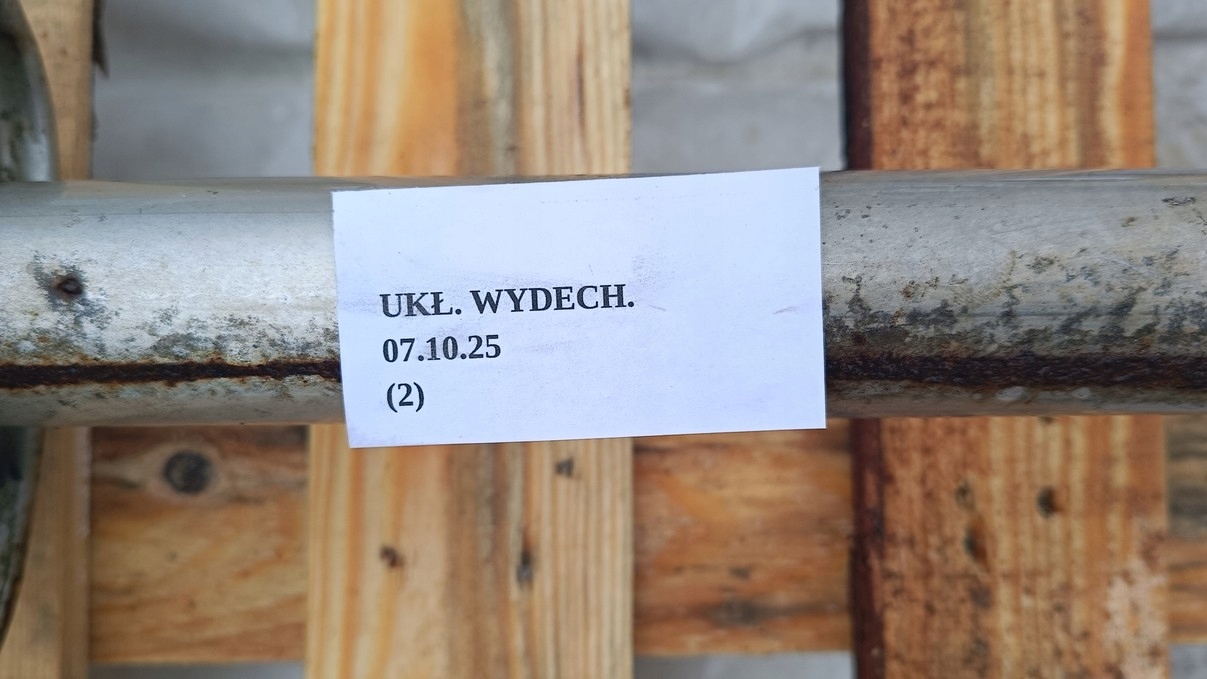 UKŁ. WYDECH.
07.10.25
(2)